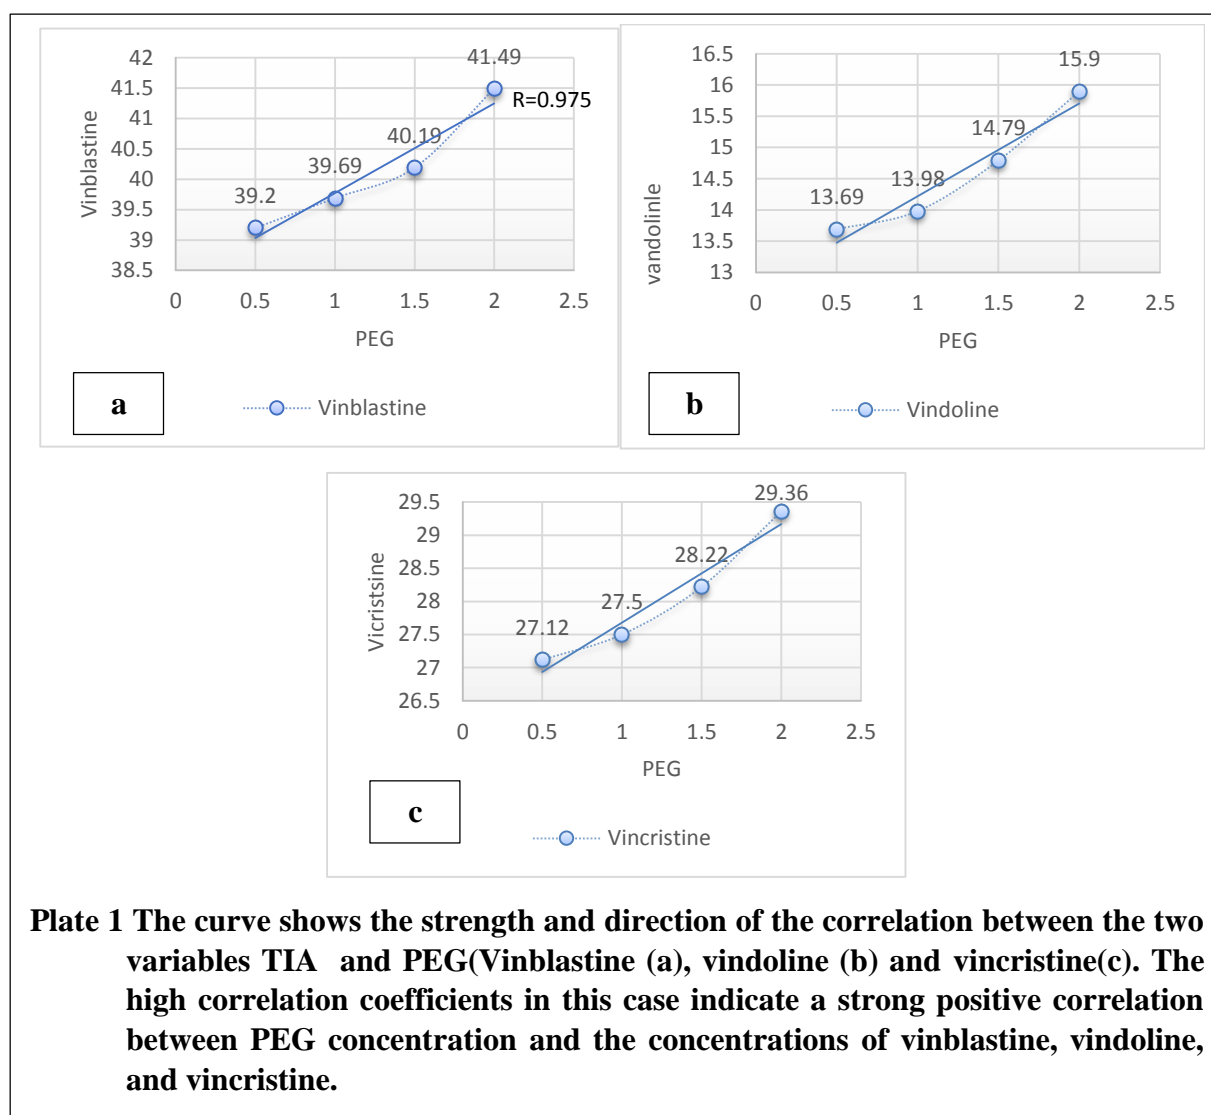 42
41.5
41
40.5
40
39.5
39
38.5
Vinblastine
39.2
39.69
40.19
41.49
R=0.975
0 0.5 1 1.5 2 2.5
PEG
a
Vinblastine
16.5
16
15.5
15
14.5
14
13.5
13
vandolinle
13.69
13.98
14.79
15.9
0 0.5 1 1.5 2 2.5
PEG
b
Vindoline
29.5
29
28.5
28
27.5
27
26.5
Vicristsine
27.12
27.5
28.22
29.36
0 0.5 1 1.5 2 2.5
PEG
c
Vincristine
Plate 1 The curve shows the strength and direction of the correlation between the two
variables TIA and PEG(Vinblastine (a), vindoline (b) and vincristine(c). The
high correlation coefficients in this case indicate a strong positive correlation
between PEG concentration and the concentrations of vinblastine, vindoline,
and vincristine.